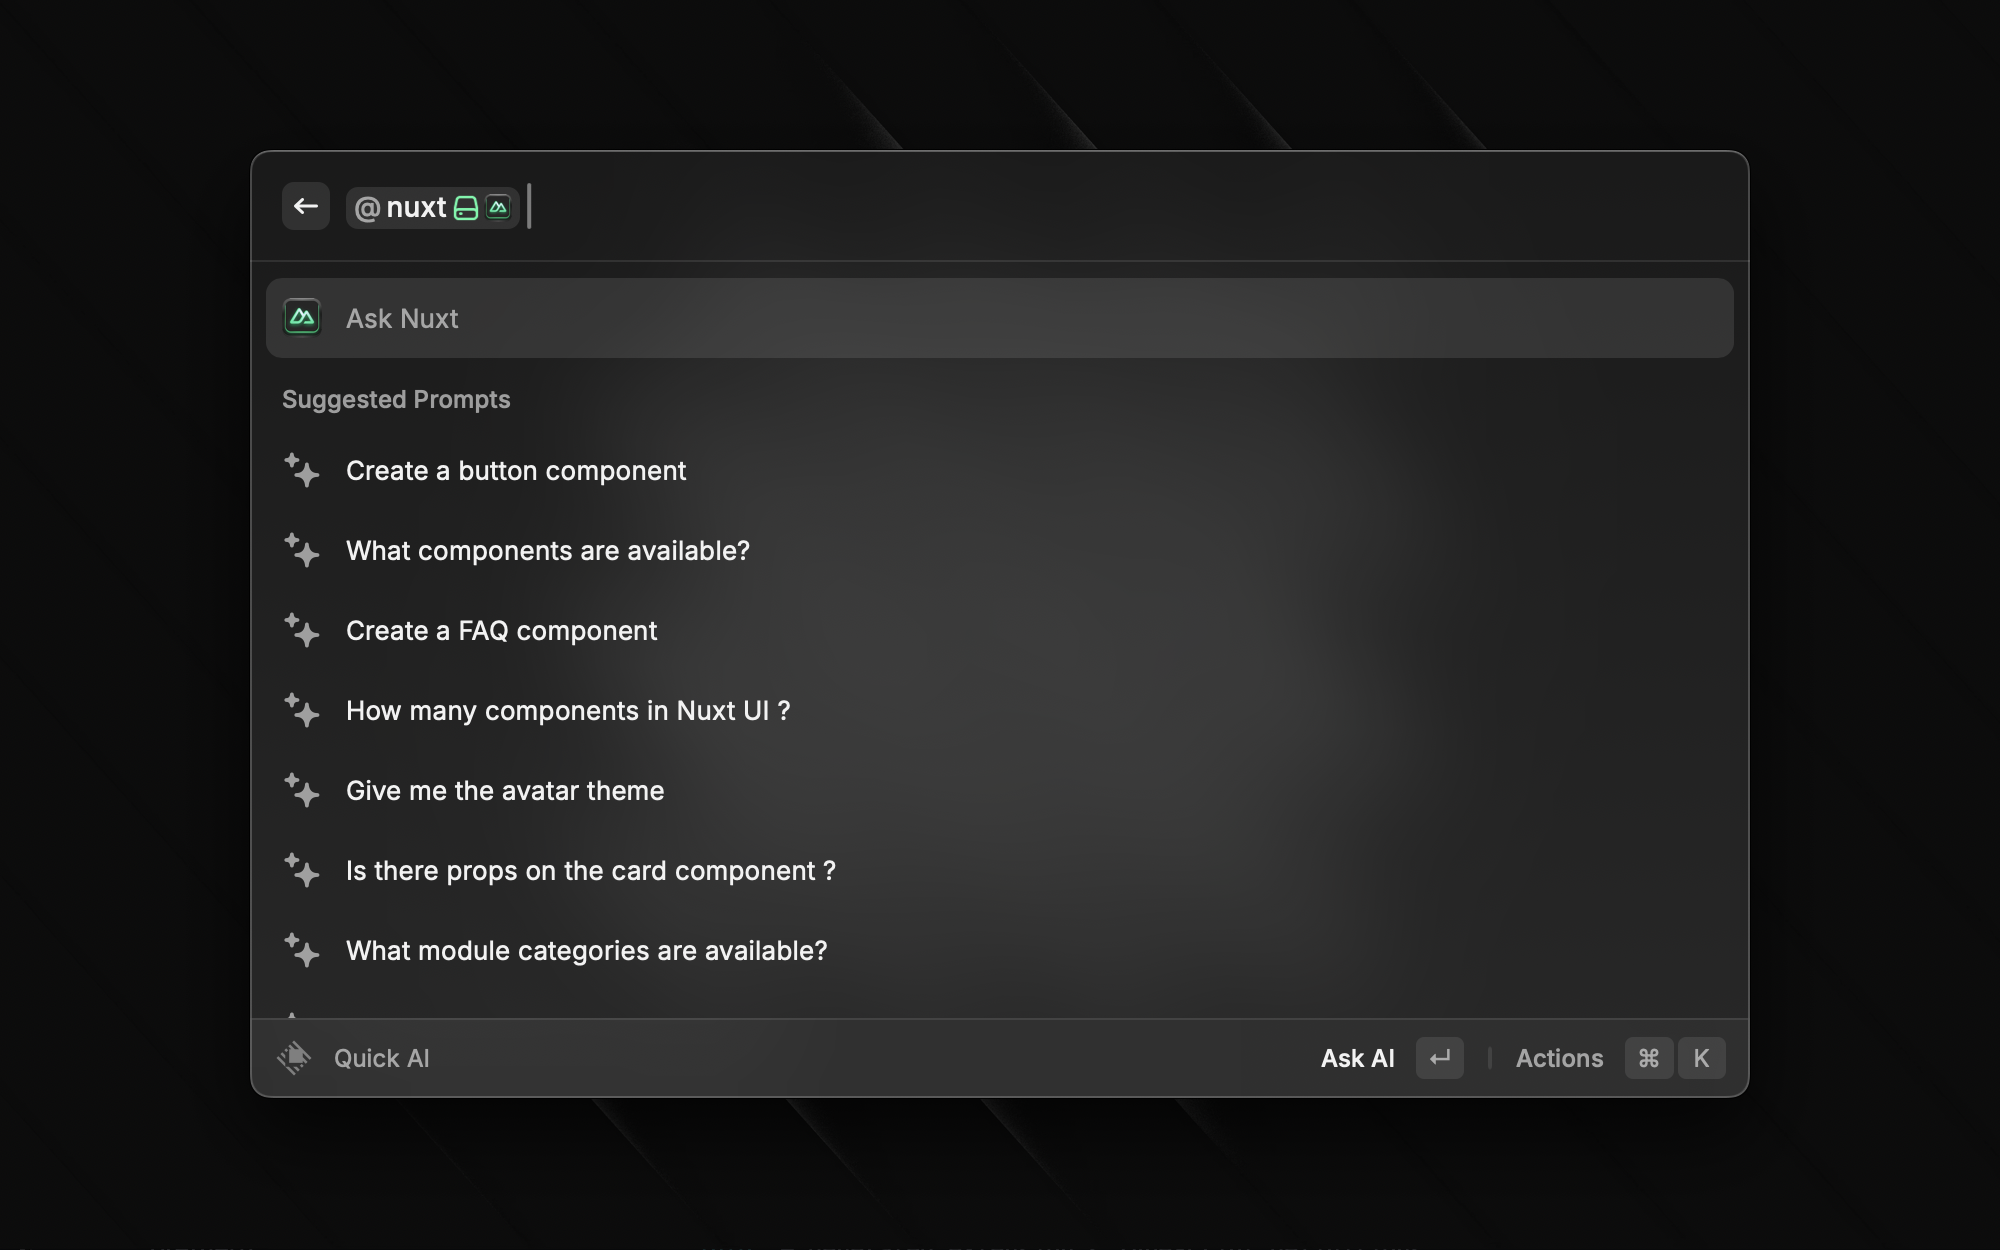 @nuxt
Ask Nuxt
Suggested Prompts
Create a button component
What components are available?
Create a FAQ component
How many components in Nuxt UI ?
Give me the avatar theme
Is there props on the card component ?
What module categories are available?
Quick AI
Ask AI ↵ | Actions ⌘ K